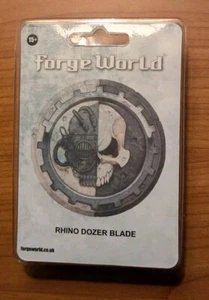 15+
Forge World
RHINO DOZER BLADE
forgeworld.co.uk